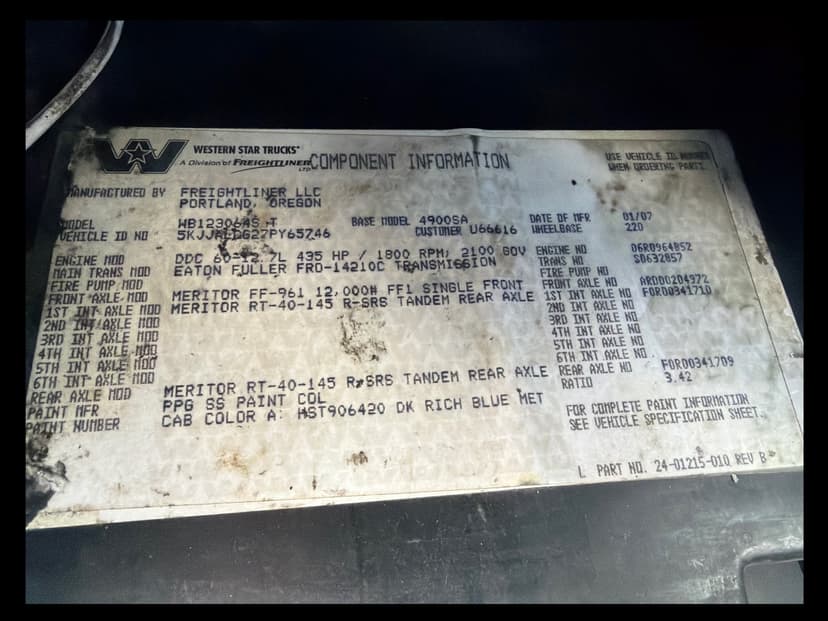 WESTERN STAR TRUCKS®
A Division of FREIGHTLINER LTD.
COMPONENT INFORMATION
USE VEHICLE ID NUMBER
WHEN ORDERING PARTS.
MANUFACTURED BY FREIGHTLINER LLC
PORTLAND, OREGON
MODEL BASE MODEL 4900SA DATE OF MFR 01/07
VEHICLE ID NO CUSTOMER U66616 WHEELBASE 220
ENGINE MOD DDC 60-12.7L 435 HP / 1800 RPM, 2100 GOV ENGINE NO 06R0964852
MAIN TRANS MOD EATON FULLER FRO-14210C TRANSMISSION TRANS NO S0632857
FIRE PUMP MOD FIRE PUMP NO
FRONT AXLE MOD MERITOR FF-961 12,000# FF1 SINGLE FRONT FRONT AXLE NO ARD00204972
1ST INT AXLE MOD MERITOR RT-40-145 R-SRS TANDEM REAR AXLE 1ST INT AXLE NO FORD0341710
2ND INT AXLE MOD 2ND INT AXLE NO
3RD INT AXLE MOD 3RD INT AXLE NO
4TH INT AXLE MOD 4TH INT AXLE NO
5TH INT AXLE MOD 5TH INT AXLE NO
6TH INT AXLE MOD 6TH INT AXLE NO
REAR AXLE MOD MERITOR RT-40-145 R-SRS TANDEM REAR AXLE REAR AXLE NO FORD0341709
PAINT MFR PPG SS PAINT COL RATIO 3.42
PAINT NUMBER CAB COLOR A: HST906420 DK RICH BLUE MET
FOR COMPLETE PAINT INFORMATION
SEE VEHICLE SPECIFICATION SHEET.
L PART NO. 24-01215-010 REV B